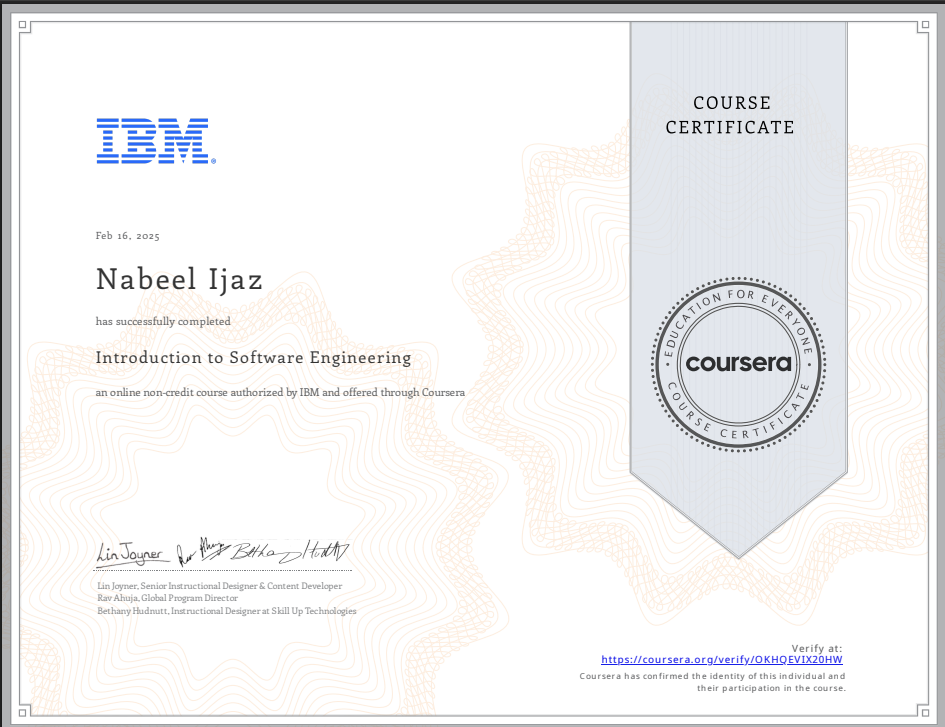 IBM®
Feb 16, 2025
Nabeel Ijaz
has successfully completed
Introduction to Software Engineering
an online non-credit course authorized by IBM and offered through Coursera
Lin Joyner
Lin Joyner, Senior Instructional Designer & Content Developer
Rav Ahuja, Global Program Director
Bethany Hudnutt, Instructional Designer at Skill Up Technologies
COURSE
CERTIFICATE
EDUCATION FOR EVERYONE
coursera
COURSE CERTIFICATE
Verify at:
https://coursera.org/verify/OKHQEVIX20HW
Coursera has confirmed the identity of this individual and
their participation in the course.